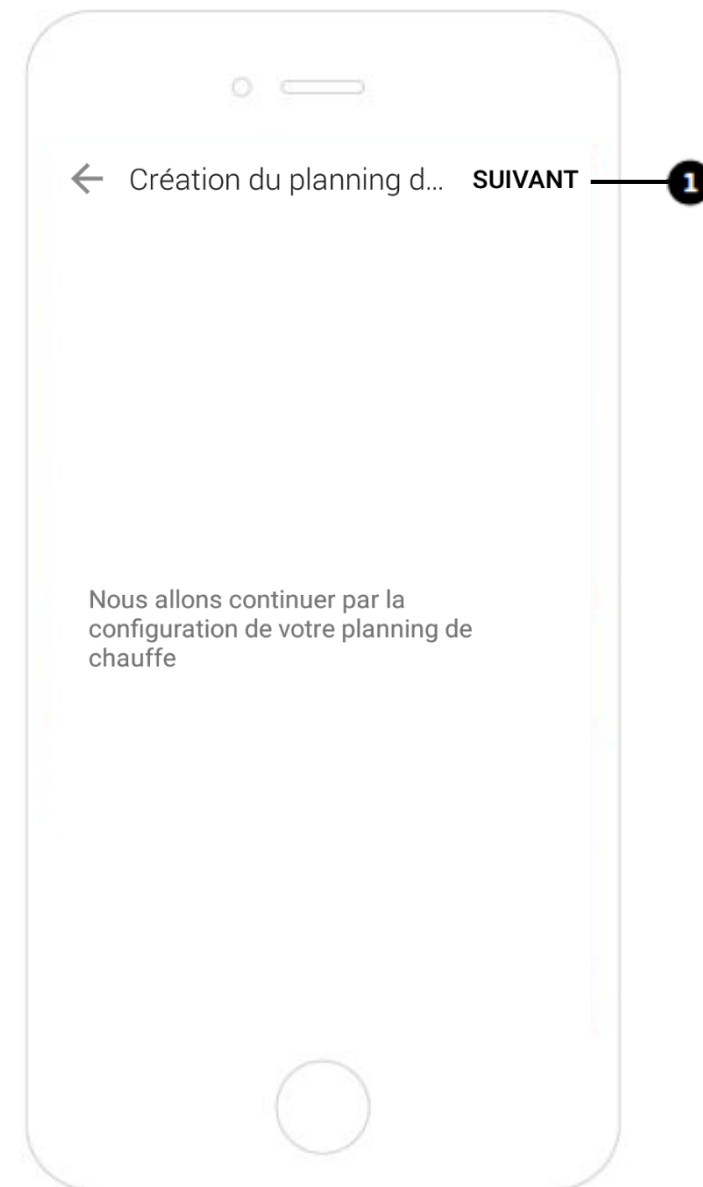 Création du planning d... SUIVANT 1
Nous allons continuer par la
configuration de votre planning de
chauffe